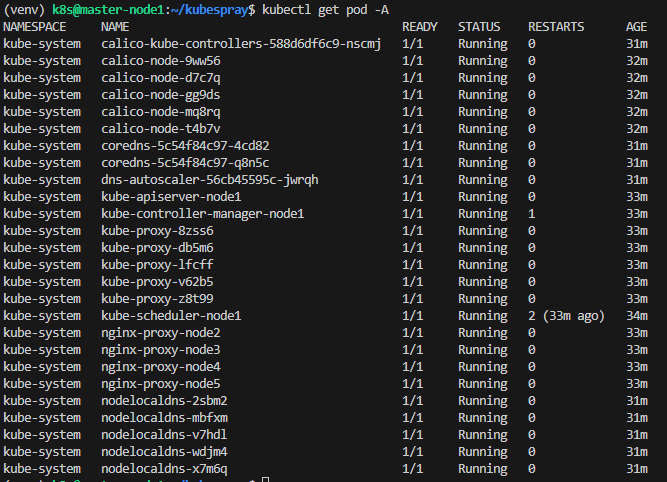 (venv) k8s@master-node1:~/kubespray$ kubectl get pod -A
NAMESPACE NAME READY STATUS RESTARTS AGE
kube-system calico-kube-controllers-588d6df6c9-nscmj 1/1 Running 0 31m
kube-system calico-node-9ww56 1/1 Running 0 32m
kube-system calico-node-d7c7q 1/1 Running 0 32m
kube-system calico-node-gg9ds 1/1 Running 0 32m
kube-system calico-node-mq8rq 1/1 Running 0 32m
kube-system calico-node-t4b7v 1/1 Running 0 32m
kube-system coredns-5c54f84c97-4cd82 1/1 Running 0 31m
kube-system coredns-5c54f84c97-q8n5c 1/1 Running 0 31m
kube-system dns-autoscaler-56cb45595c-jwrqh 1/1 Running 0 31m
kube-system kube-apiserver-node1 1/1 Running 0 33m
kube-system kube-controller-manager-node1 1/1 Running 1 33m
kube-system kube-proxy-8zss6 1/1 Running 0 33m
kube-system kube-proxy-db5m6 1/1 Running 0 33m
kube-system kube-proxy-lfcff 1/1 Running 0 33m
kube-system kube-proxy-v62b5 1/1 Running 0 33m
kube-system kube-proxy-z8t99 1/1 Running 0 33m
kube-system kube-scheduler-node1 1/1 Running 2 (33m ago) 34m
kube-system nginx-proxy-node2 1/1 Running 0 33m
kube-system nginx-proxy-node3 1/1 Running 0 33m
kube-system nginx-proxy-node4 1/1 Running 0 33m
kube-system nginx-proxy-node5 1/1 Running 0 33m
kube-system nodelocaldns-2sbm2 1/1 Running 0 31m
kube-system nodelocaldns-mbfxm 1/1 Running 0 31m
kube-system nodelocaldns-v7hdl 1/1 Running 0 31m
kube-system nodelocaldns-wdjm4 1/1 Running 0 31m
kube-system nodelocaldns-x7m6q 1/1 Running 0 31m